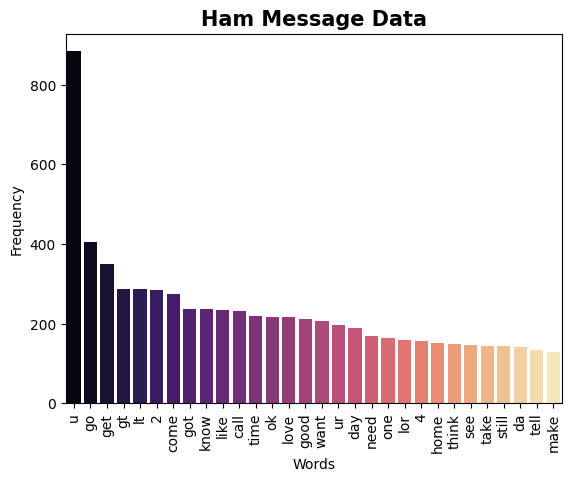 Ham Message Data
Frequency
800
600
400
200
0
u
go
get
gt
lt
2
come
got
know
like
call
time
ok
love
good
want
ur
day
need
one
lor
4
home
think
see
take
still
da
tell
make
Words